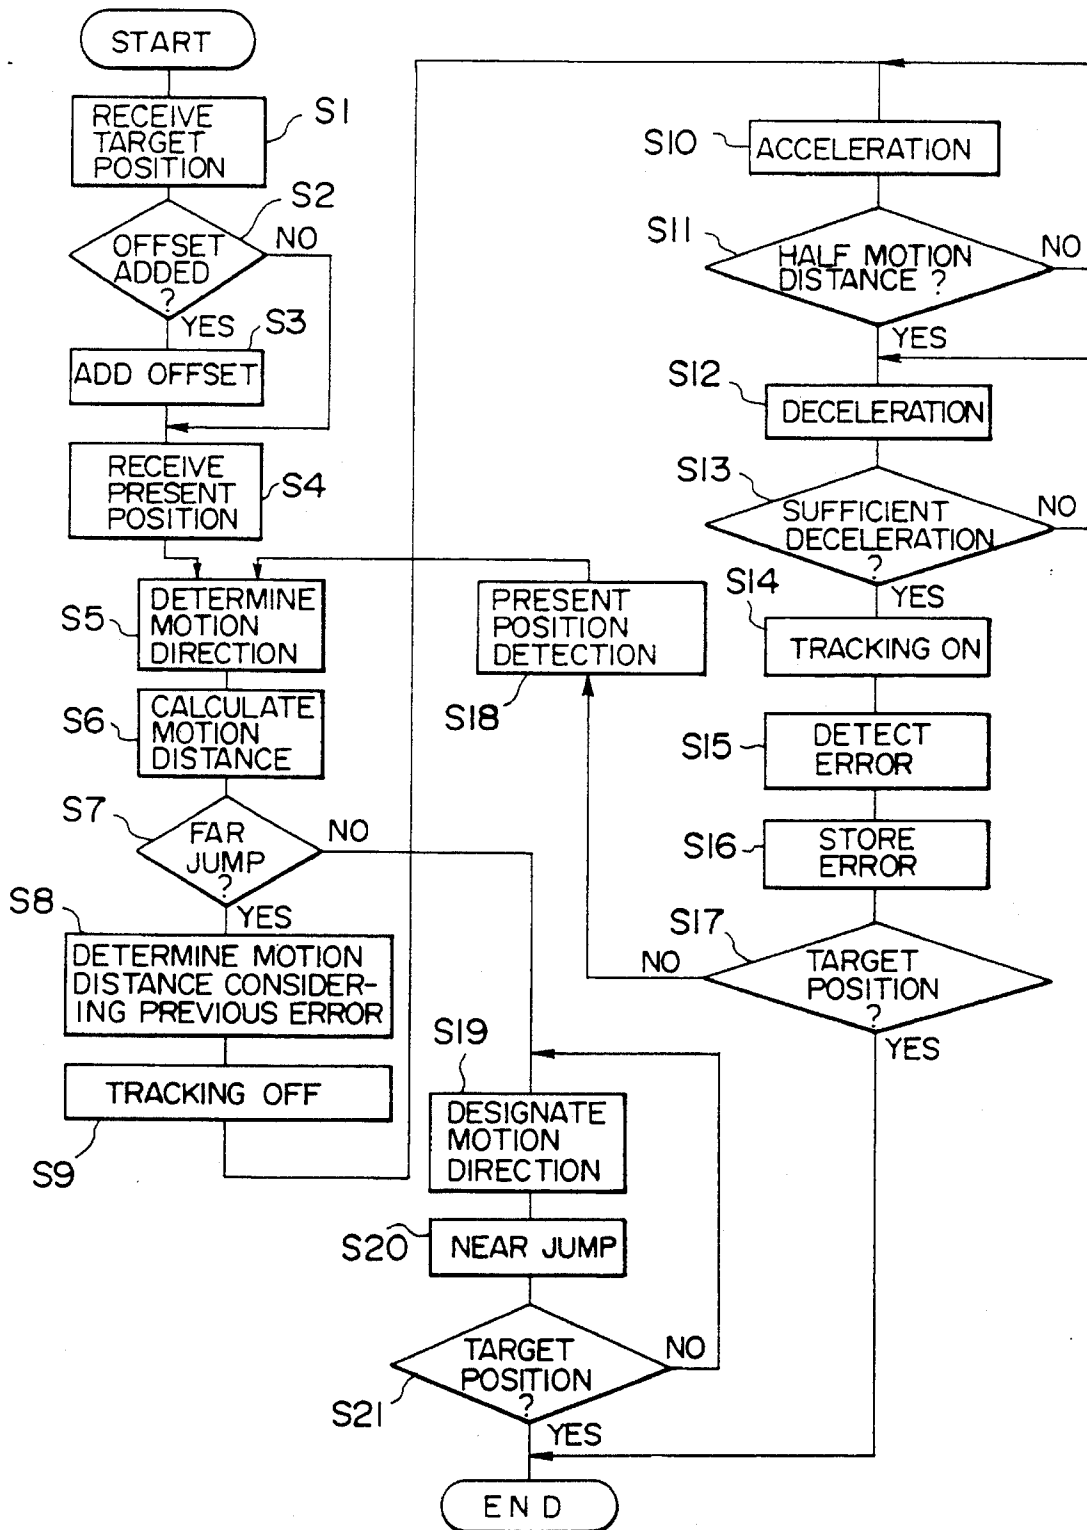 START
S1
RECEIVE
TARGET
POSITION
S2
OFFSET
ADDED
?
NO
YES
S3
ADD OFFSET
RECEIVE
PRESENT
POSITION
S4
S5
DETERMINE
MOTION
DIRECTION
S6
CALCULATE
MOTION
DISTANCE
S7
FAR
JUMP
?
NO
YES
S8
DETERMINE MOTION
DISTANCE CONSIDER-
ING PREVIOUS ERROR
TRACKING OFF
S9
S10
ACCELERATION
S11
HALF MOTION
DISTANCE ?
NO
YES
S12
DECELERATION
S13
SUFFICIENT
DECELERATION
?
NO
YES
S14
TRACKING ON
S15
DETECT
ERROR
S16
STORE
ERROR
S17
TARGET
POSITION
?
NO
YES
PRESENT
POSITION
DETECTION
S18
S19
DESIGNATE
MOTION
DIRECTION
S20
NEAR JUMP
TARGET
POSITION
?
NO
S21
YES
END